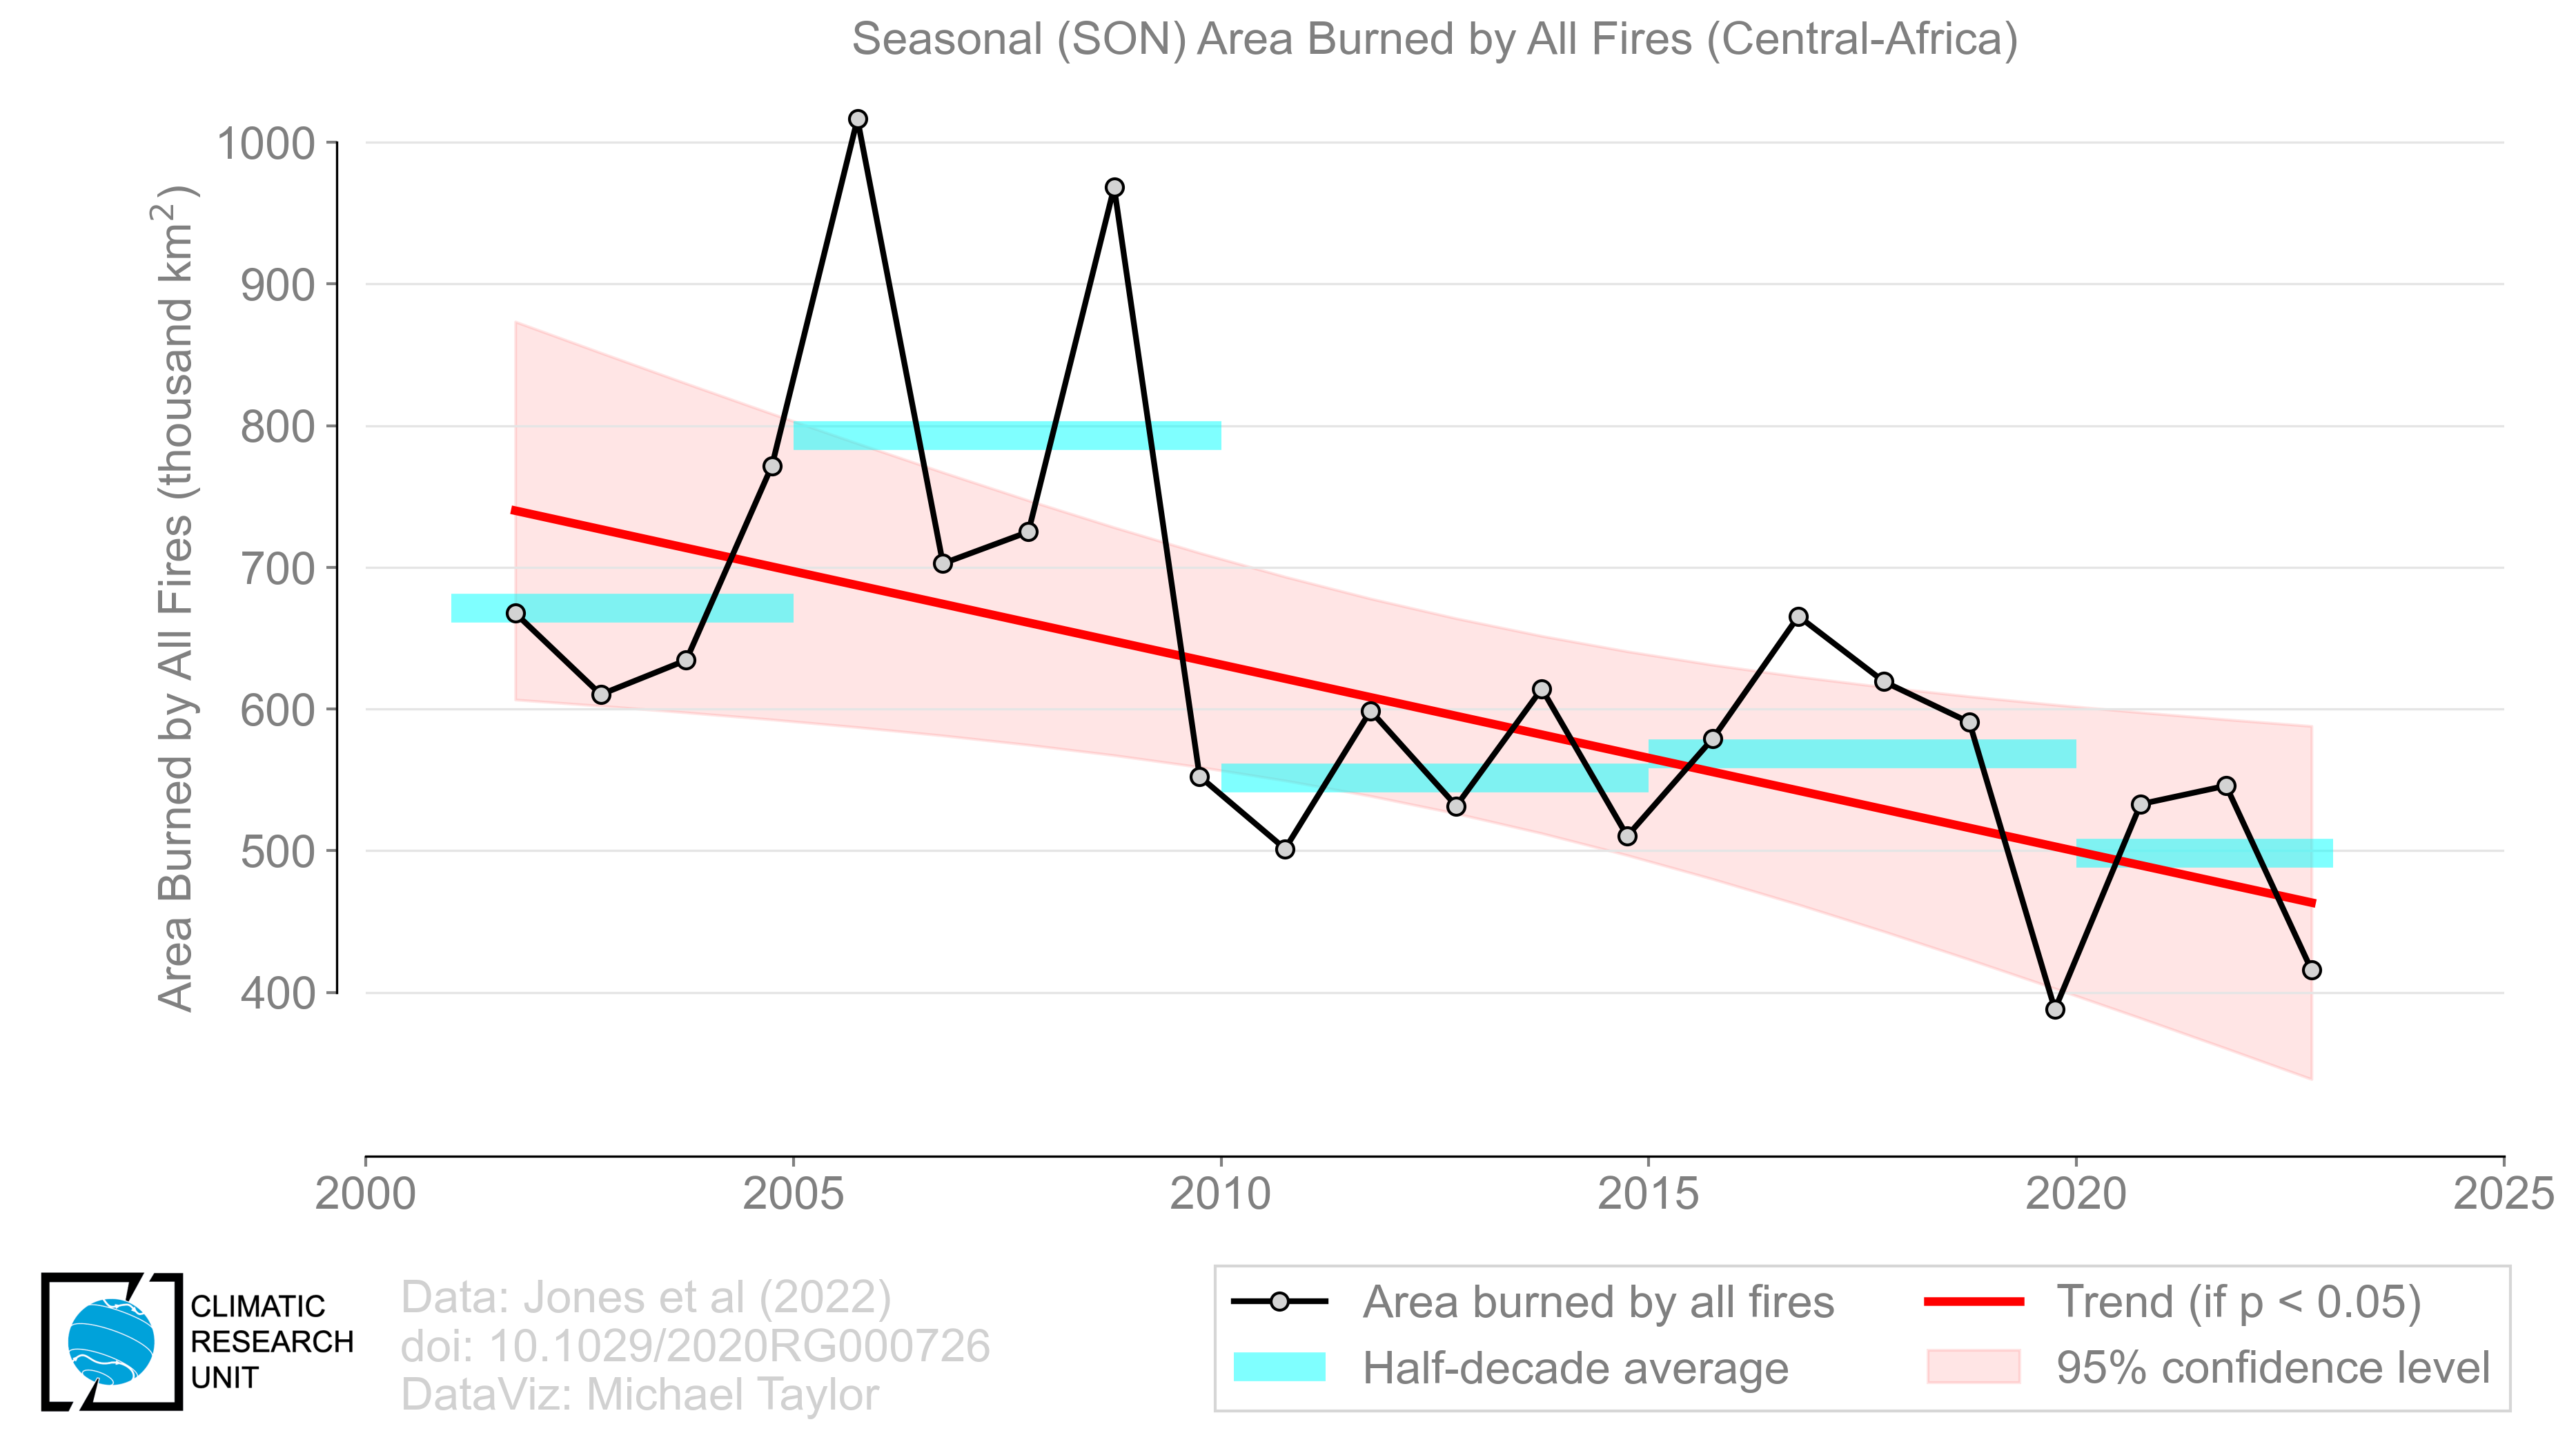 Seasonal (SON) Area Burned by All Fires (Central-Africa)
Area Burned by All Fires (thousand km²)
1000
900
800
700
600
500
400
2000
2005
2010
2015
2020
2025
CLIMATIC
RESEARCH
UNIT
Data: Jones et al (2022)
doi: 10.1029/2020RG000726
DataViz: Michael Taylor
Area burned by all fires
Half-decade average
Trend (if p < 0.05)
95% confidence level